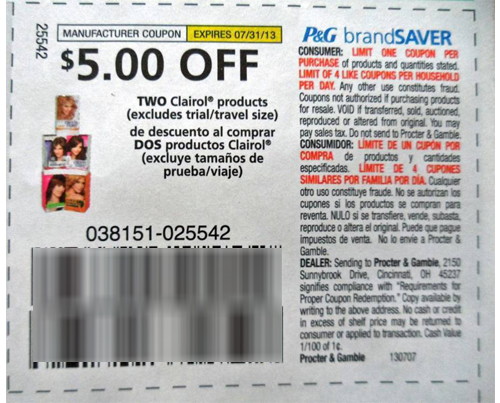 25542
MANUFACTURER COUPON EXPIRES 07/31/13
$5.00 OFF
TWO Clairol® products
(excludes trial/travel size)
de descuento al comprar
DOS productos Clairol®
(excluye tamaños de
prueba/viaje)
038151-025542
P&G brandSAVER
CONSUMER: LIMIT ONE COUPON PER
PURCHASE of products and quantities stated.
LIMIT OF 4 LIKE COUPONS PER HOUSEHOLD
PER DAY. Any other use constitutes fraud.
Coupons not authorized if purchasing products
for resale. VOID if transferred, sold, auctioned,
reproduced or altered from original. You may
pay sales tax. Do not send to Procter & Gamble.
CONSUMIDOR: LÍMITE DE UN CUPÓN POR
COMPRA de productos y cantidades
especificadas. LÍMITE DE 4 CUPONES
SIMILARES POR FAMILIA POR DÍA. Cualquier
otro uso constituye fraude. No se autorizan los
cupones si los productos se compran para
reventa. NULO si se transfiere, vende, subasta,
reproduce o altera el original. Puede que pague
impuestos de venta. No lo envíe a Procter &
Gamble.
DEALER: Sending to Procter & Gamble, 2150
Sunnybrook Drive, Cincinnati, OH 45237
signifies compliance with "Requirements for
Proper Coupon Redemption." Copy available by
writing to the above address. No cash or credit
in excess of shelf price may be returned to
consumer or applied to transaction. Cash Value
1/100 of 1¢.
Procter & Gamble 130707